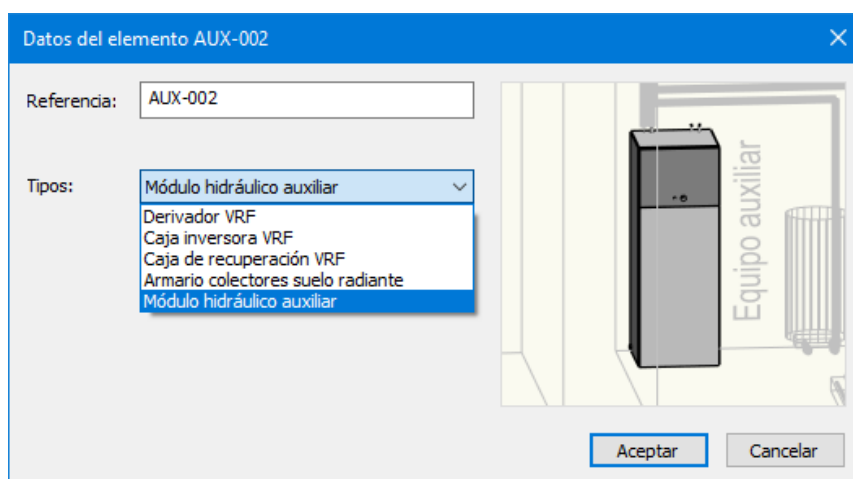 Datos del elemento AUX-002
Referencia:
AUX-002
Tipos:
Módulo hidráulico auxiliar
Derivador VRF
Caja inversora VRF
Caja de recuperación VRF
Armario colectores suelo radiante
Módulo hidráulico auxiliar
Equipo auxiliar
Aceptar
Cancelar